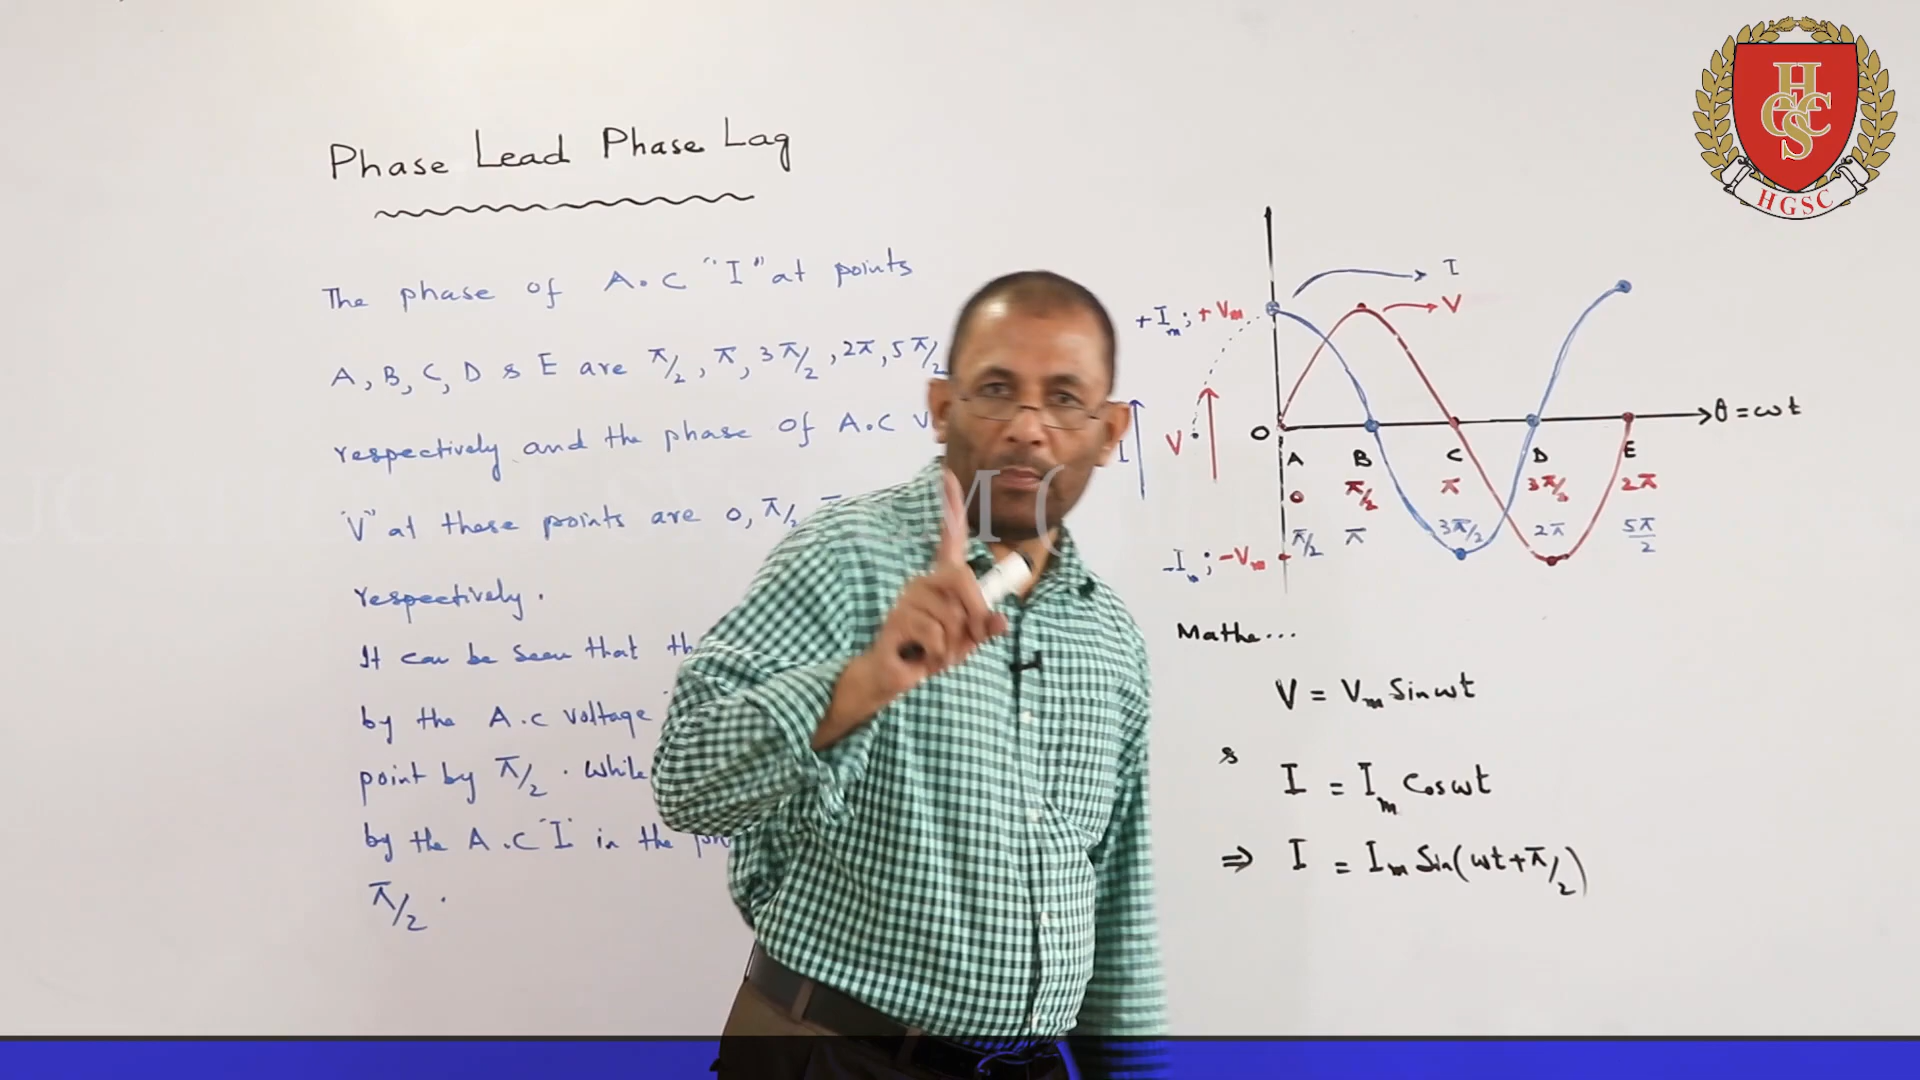 Phase Lead Phase Lag
The phase of A.C "I" at points
A, B, C, D & E are π/2, π, 3π/2, 2π, 5π/2
respectively and the phase of A.C
"V" at these points are 0, π/2
respectively.
It can be seen that
by the A.C voltage
point by π/2. While
by the A.C "I" in the
π/2.
HGSC
I
V
+Im; +Vm
I
V
O
θ = ωt
A B C D E
0 π/2 π 3π/2 2π
π/2 π 3π/2 2π 5π/2
-Im; -Vm
Mathe...
V = Vm Sinωt
& I = Im Cosωt
⇒ I = Im Sin(ωt+π/2)